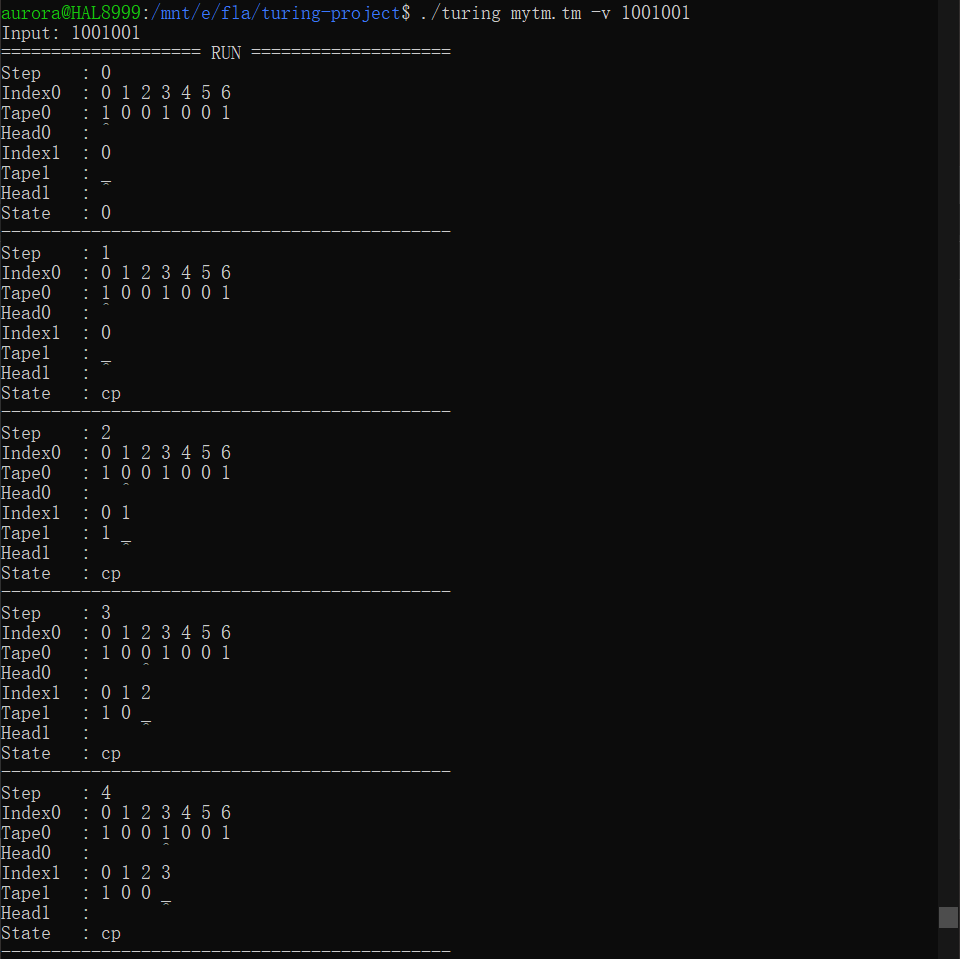 aurora@HAL8999:/mnt/e/fla/turing-project$ ./turing mytm.tm -v 1001001
Input: 1001001
==================== RUN ====================
Step    : 0
Index0  : 0 1 2 3 4 5 6
Tape0   : 1 0 0 1 0 0 1
Head0   : ^
Index1  : 0
Tape1   : _
Head1   : ^
State   : 0
---------------------------------------------
Step    : 1
Index0  : 0 1 2 3 4 5 6
Tape0   : 1 0 0 1 0 0 1
Head0   : ^
Index1  : 0
Tape1   : _
Head1   : ^
State   : cp
---------------------------------------------
Step    : 2
Index0  : 0 1 2 3 4 5 6
Tape0   : 1 0 0 1 0 0 1
Head0   :   ^
Index1  : 0 1
Tape1   : 1 _
Head1   :   ^
State   : cp
---------------------------------------------
Step    : 3
Index0  : 0 1 2 3 4 5 6
Tape0   : 1 0 0 1 0 0 1
Head0   :     ^
Index1  : 0 1 2
Tape1   : 1 0 _
Head1   :     ^
State   : cp
---------------------------------------------
Step    : 4
Index0  : 0 1 2 3 4 5 6
Tape0   : 1 0 0 1 0 0 1
Head0   :       ^
Index1  : 0 1 2 3
Tape1   : 1 0 0 _
Head1   :       ^
State   : cp
---------------------------------------------